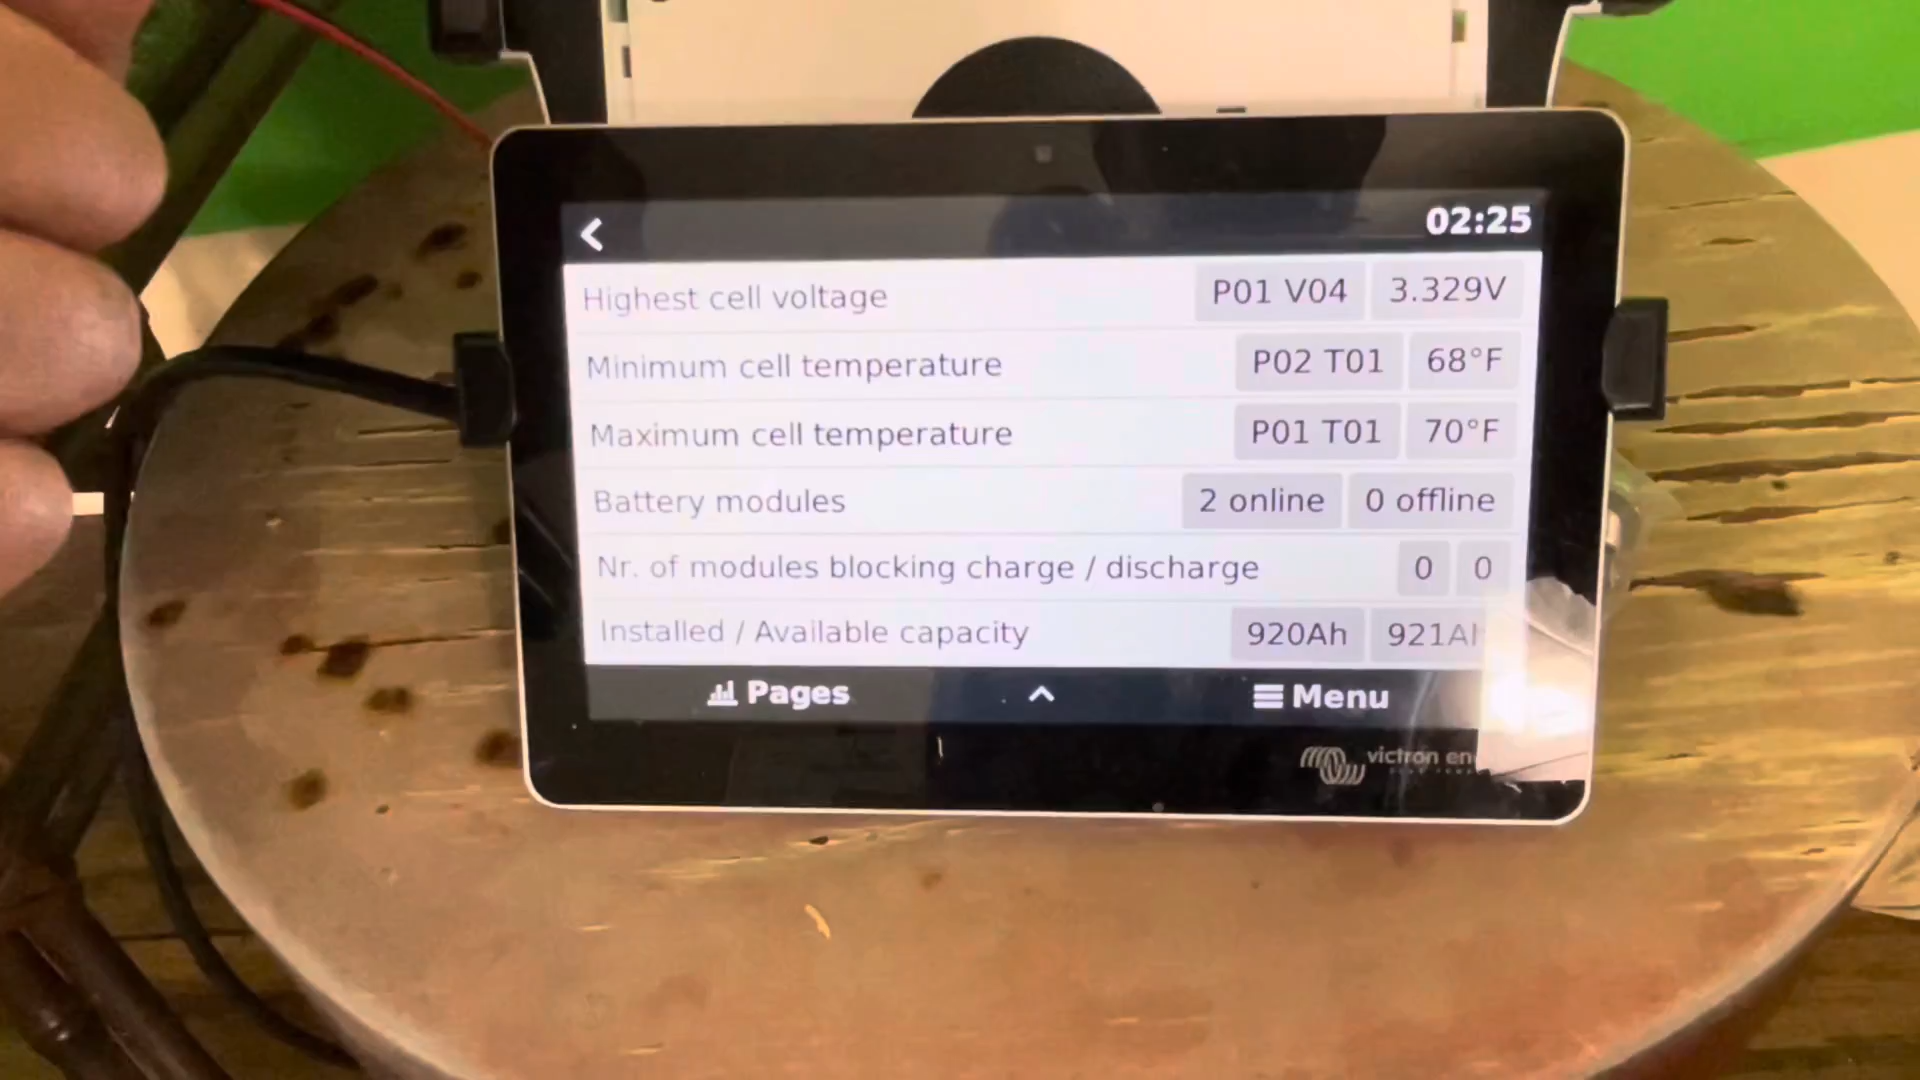 02:25
Highest cell voltage P01 V04 3.329V
Minimum cell temperature P02 T01 68°F
Maximum cell temperature P01 T01 70°F
Battery modules 2 online 0 offline
Nr. of modules blocking charge / discharge 0 0
Installed / Available capacity 920Ah
Pages Menu
victron